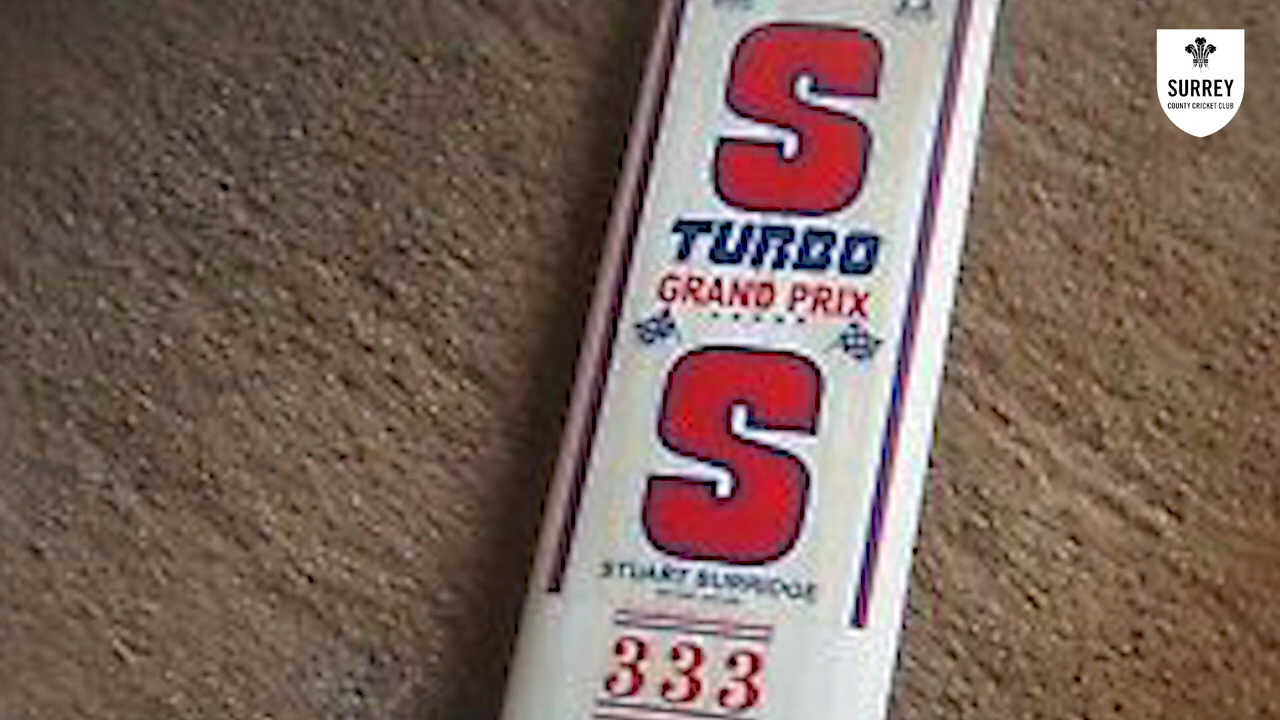 S
TURBO
GRAND PRIX
S
STUART SURRIDGE
333
SURREY
COUNTY CRICKET CLUB